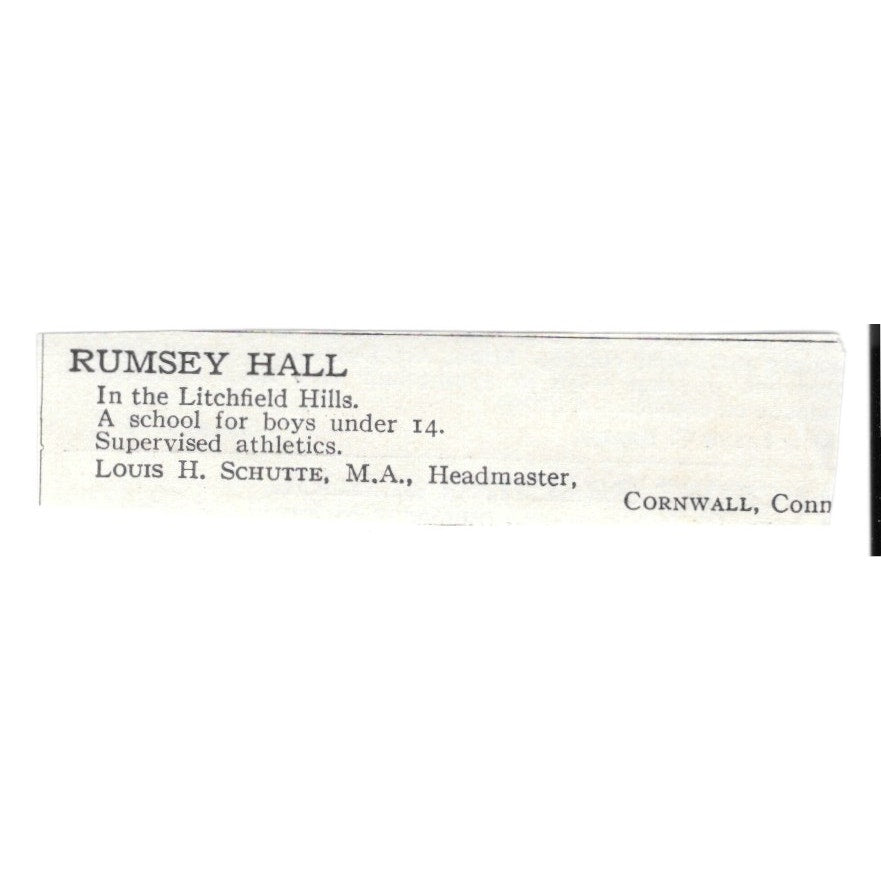 RUMSEY HALL
In the Litchfield Hills.
A school for boys under 14.
Supervised athletics.
LOUIS H. SCHUTTE, M.A., Headmaster,
CORNWALL, Conn